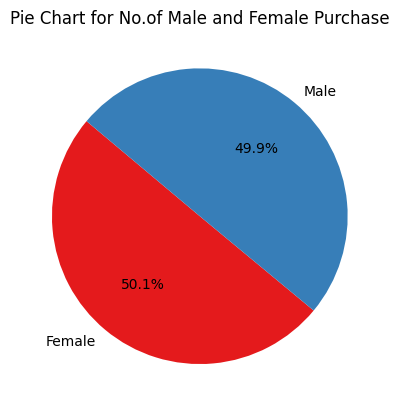 Pie Chart for No.of Male and Female Purchase
Male
49.9%
50.1%
Female